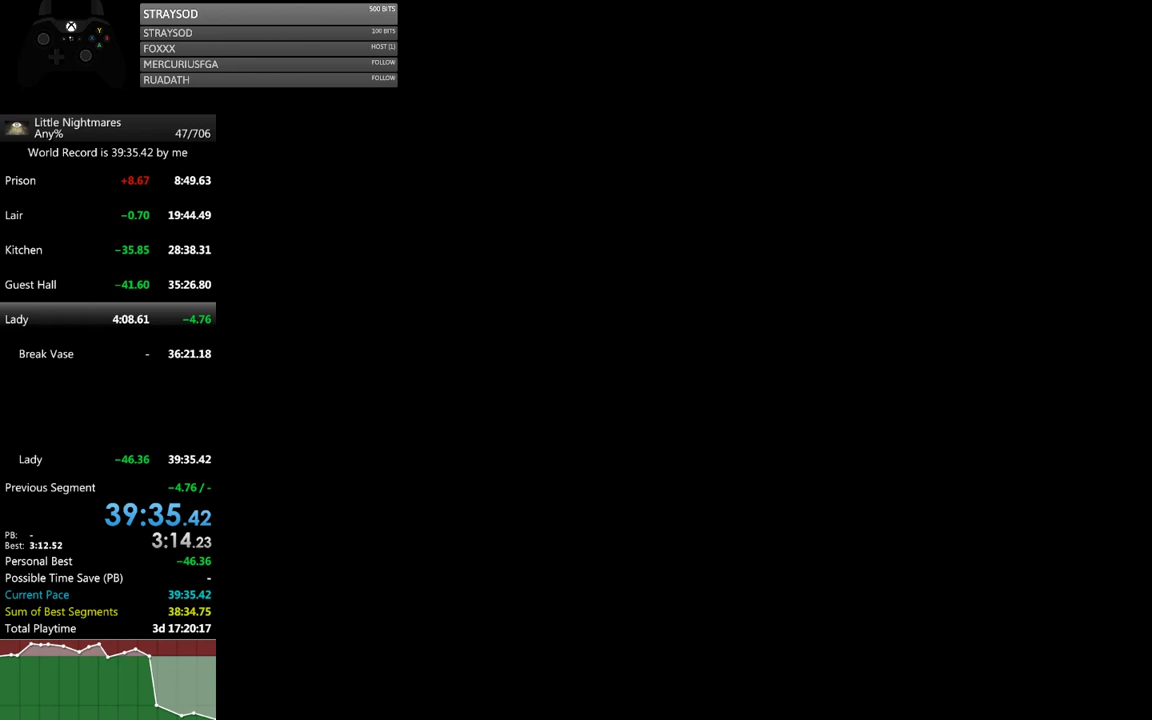 STRAYSOD 500 BITS
STRAYSOD 100 BITS
FOXXX HOST (1)
MERCURIUSFGA FOLLOW
RUADATH FOLLOW
Little Nightmares
Any% 47/706
World Record is 39:35.42 by me
Prison +8.67 8:49.63
Lair −0.70 19:44.49
Kitchen −35.85 28:38.31
Guest Hall −41.60 35:26.80
Lady 4:08.61 −4.76
Break Vase - 36:21.18
Lady −46.36 39:35.42
Previous Segment −4.76 / -
39:35.42
PB: -
Best: 3:12.52 3:14.23
Personal Best −46.36
Possible Time Save (PB) -
Current Pace 39:35.42
Sum of Best Segments 38:34.75
Total Playtime 3d 17:20:17